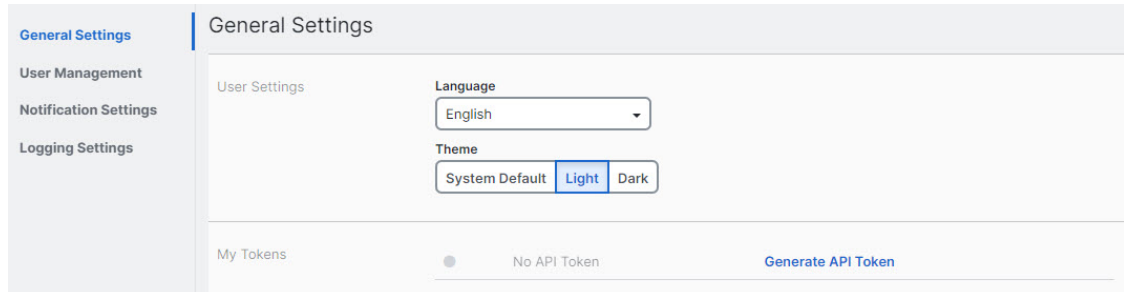 General Settings
User Management
Notification Settings
Logging Settings
General Settings
User Settings
Language
English
Theme
System Default Light Dark
My Tokens
No API Token Generate API Token